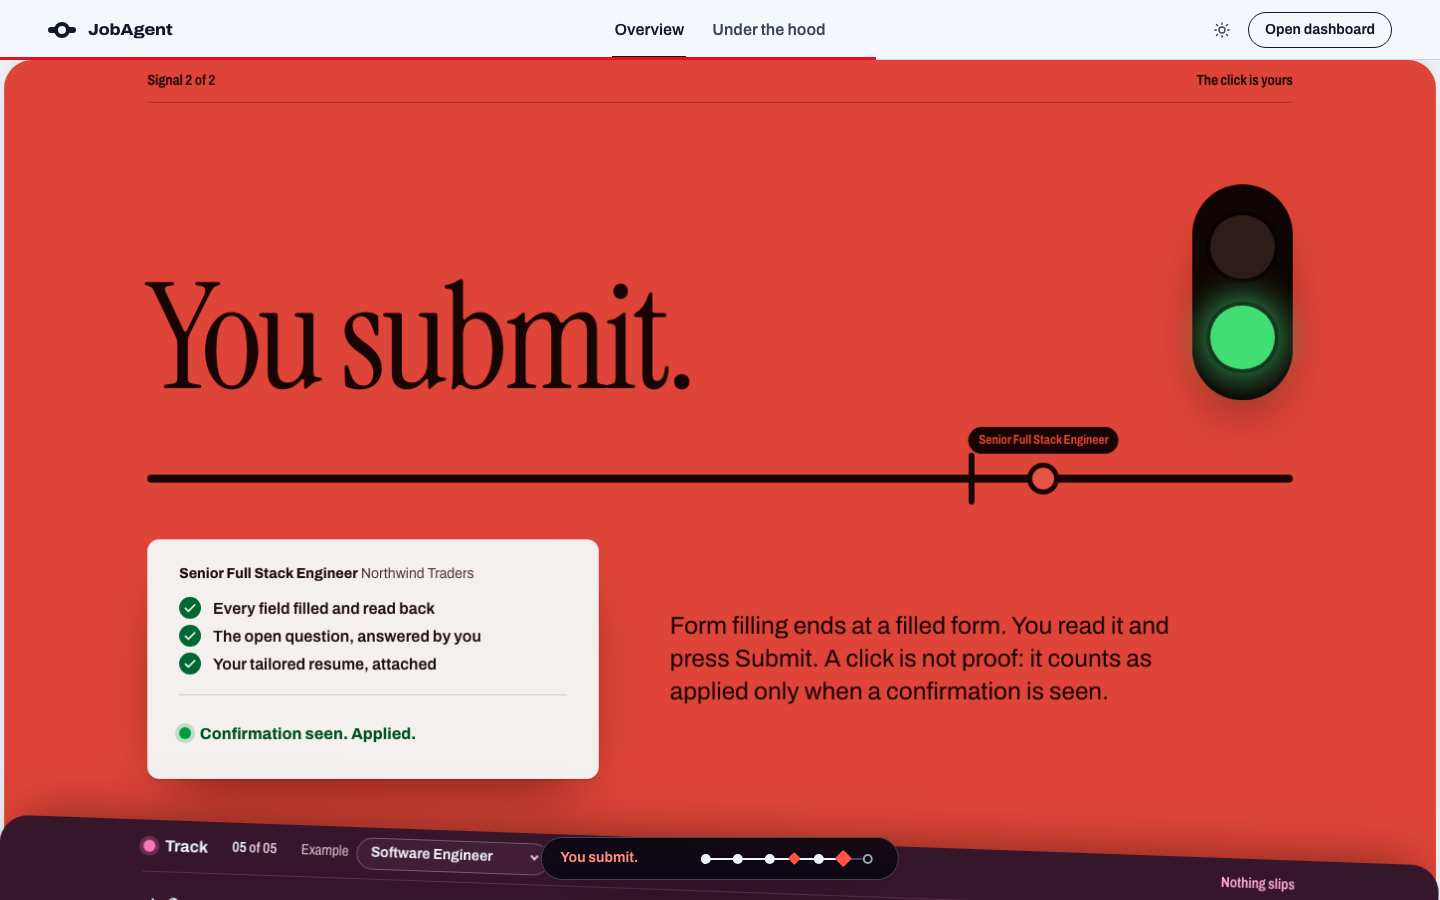 JobAgent
Overview
Under the hood
Open dashboard
Signal 2 of 2
The click is yours
You submit.
Senior Full Stack Engineer
Senior Full Stack Engineer Northwind Traders
Every field filled and read back
The open question, answered by you
Your tailored resume, attached
Confirmation seen. Applied.
Form filling ends at a filled form. You read it and
press Submit. A click is not proof: it counts as
applied only when a confirmation is seen.
Track
05 of 05
Example
Software Engineer
You submit.
Nothing slips